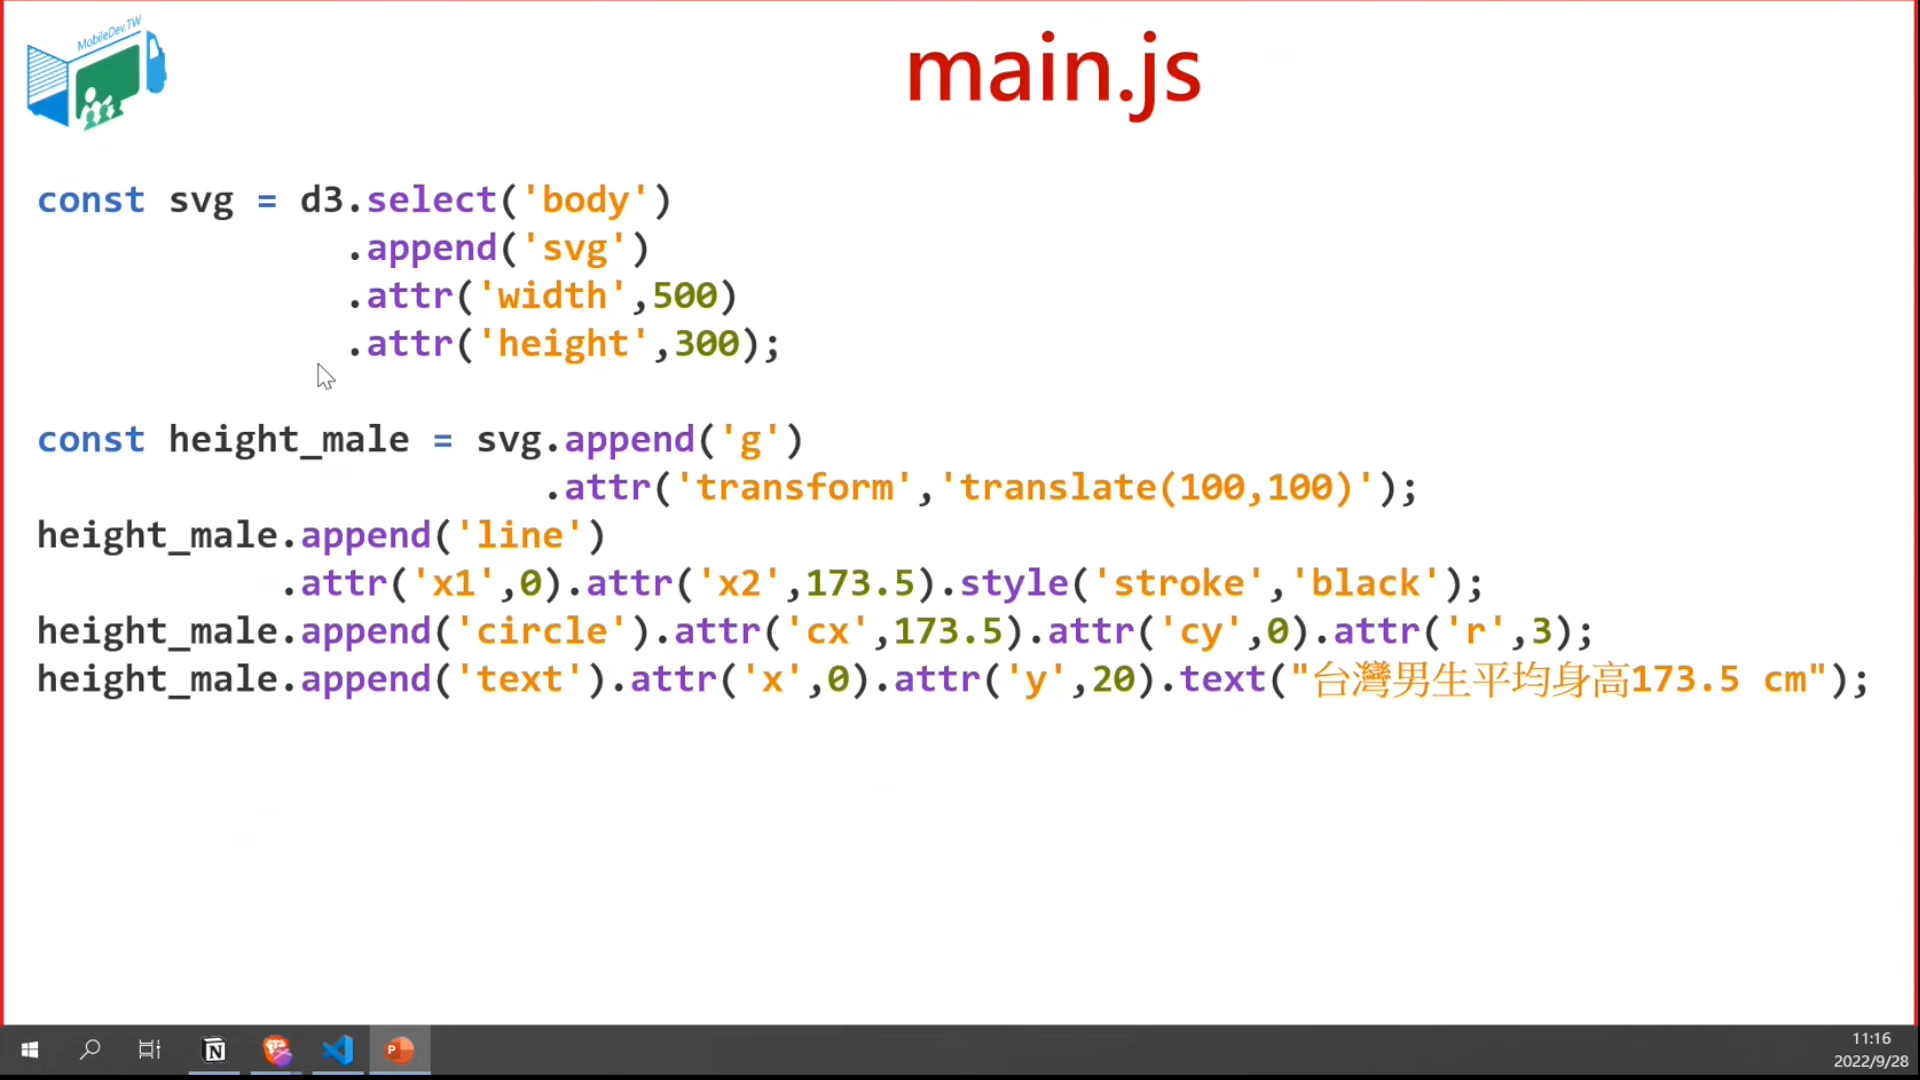 MobileDev.TW
main.js
const svg = d3.select('body')
.append('svg')
.attr('width',500)
.attr('height',300);
const height_male = svg.append('g')
.attr('transform','translate(100,100)');
height_male.append('line')
.attr('x1',0).attr('x2',173.5).style('stroke','black');
height_male.append('circle').attr('cx',173.5).attr('cy',0).attr('r',3);
height_male.append('text').attr('x',0).attr('y',20).text("台灣男生平均身高173.5 cm");
11:16
2022/9/28